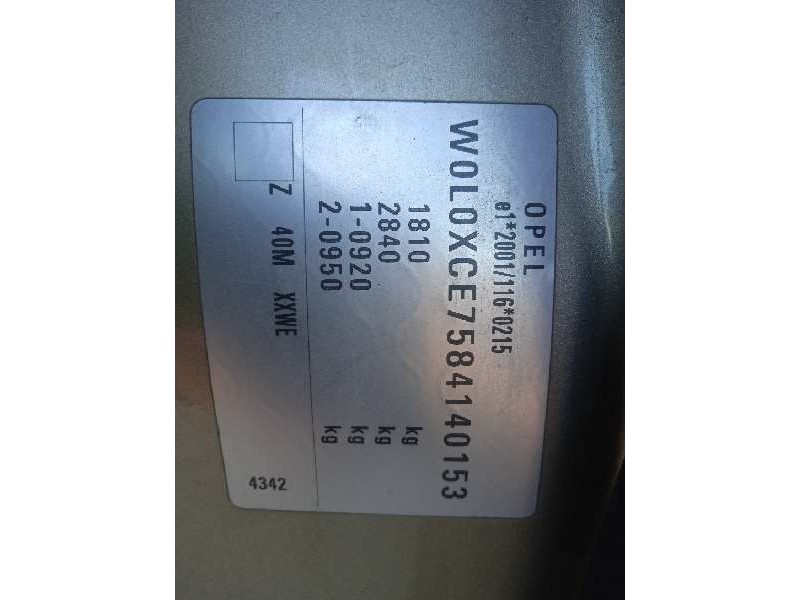 OPEL
e1*2001/116*0215
W0L0XCE7584140153
1810 kg
2840 kg
1-0920 kg
2-0950 kg
Z 40M XXWE
4342